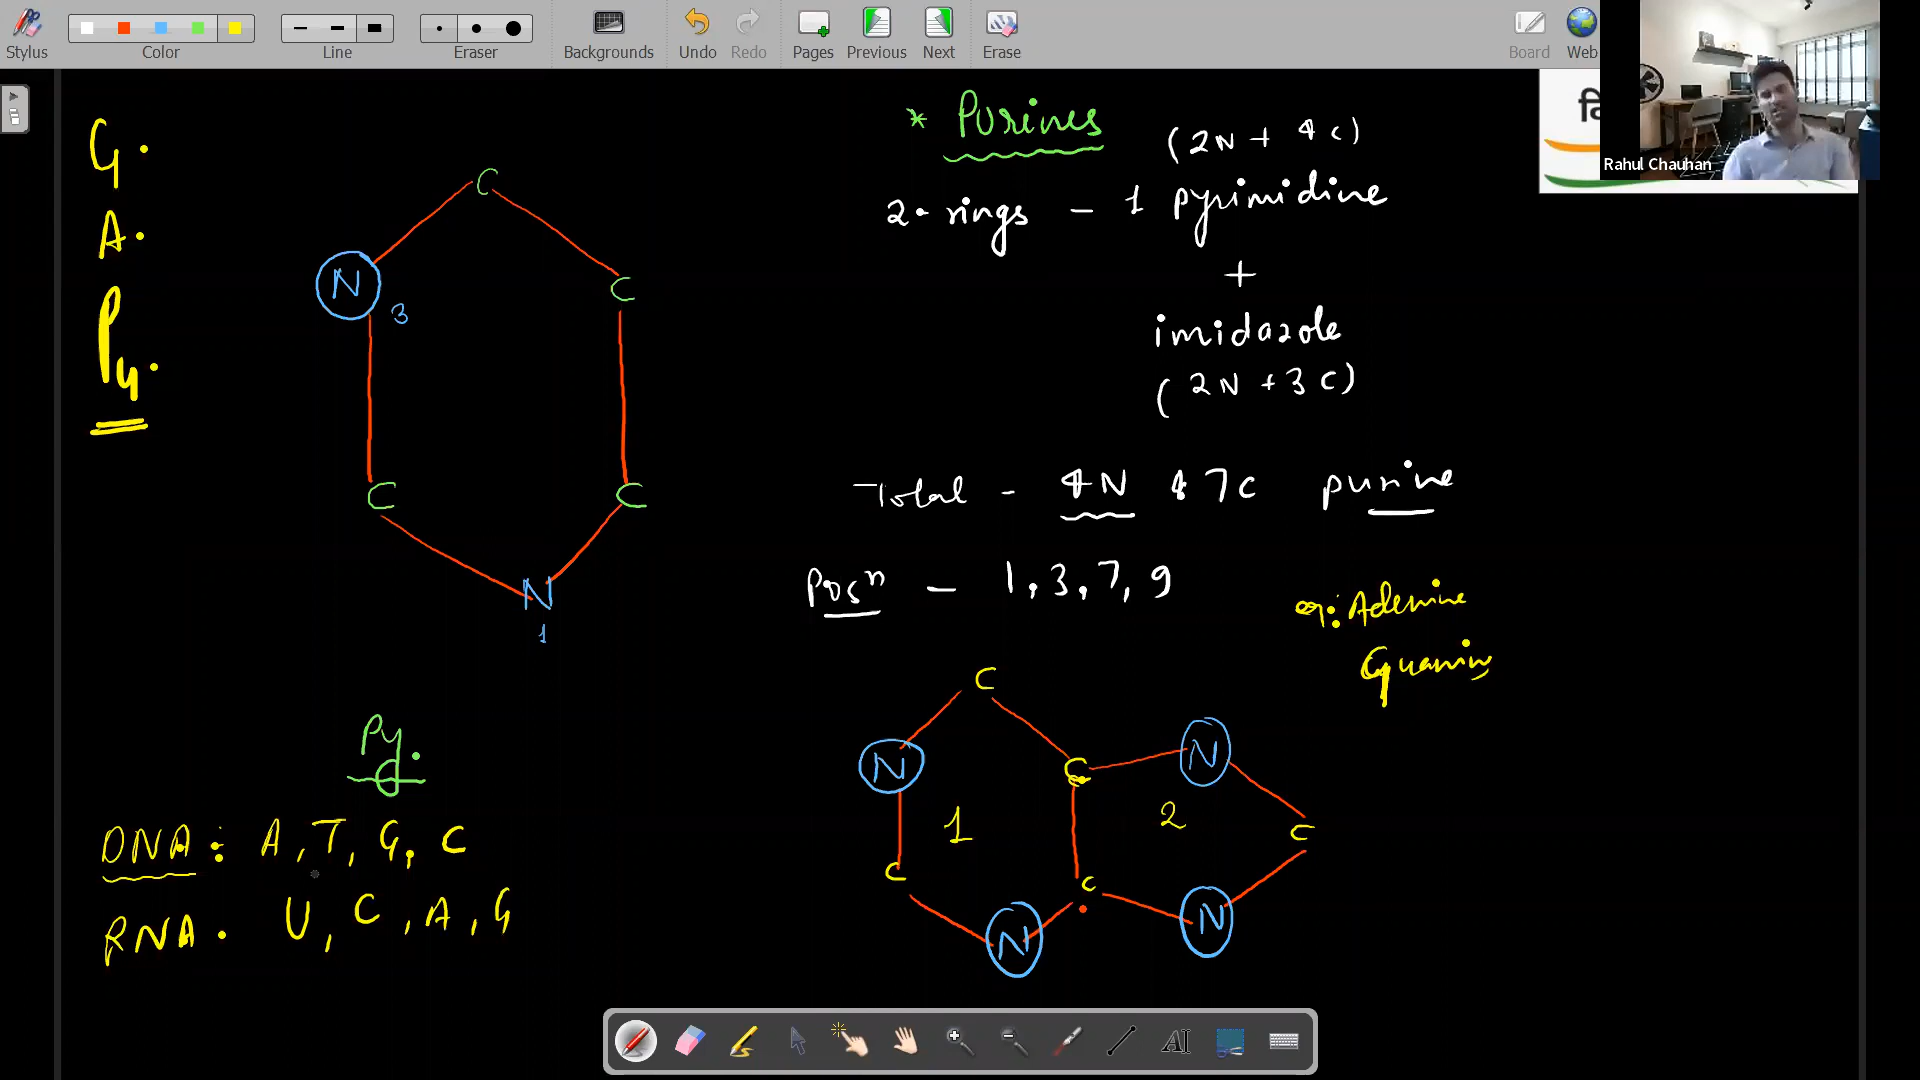 Stylus
Color
Line
Eraser
Backgrounds
Undo
Redo
Pages
Previous
Next
Erase
Board
Web
Rahul Chauhan
G.
A.
Py.
C
N
3
C
C
C
N
1
Py.
DNA: A, T, G, C
RNA. U, C, A, G
* Purines
(2N + 4C)
2 rings - 1 pyrimidine
+
imidazole
(2N + 3C)
Total - 4N & 7C purine
Posn - 1, 3, 7, 9
eg: Adenine
Guanine
C
N
C
N
1
2
C
C
C
N
N
AI